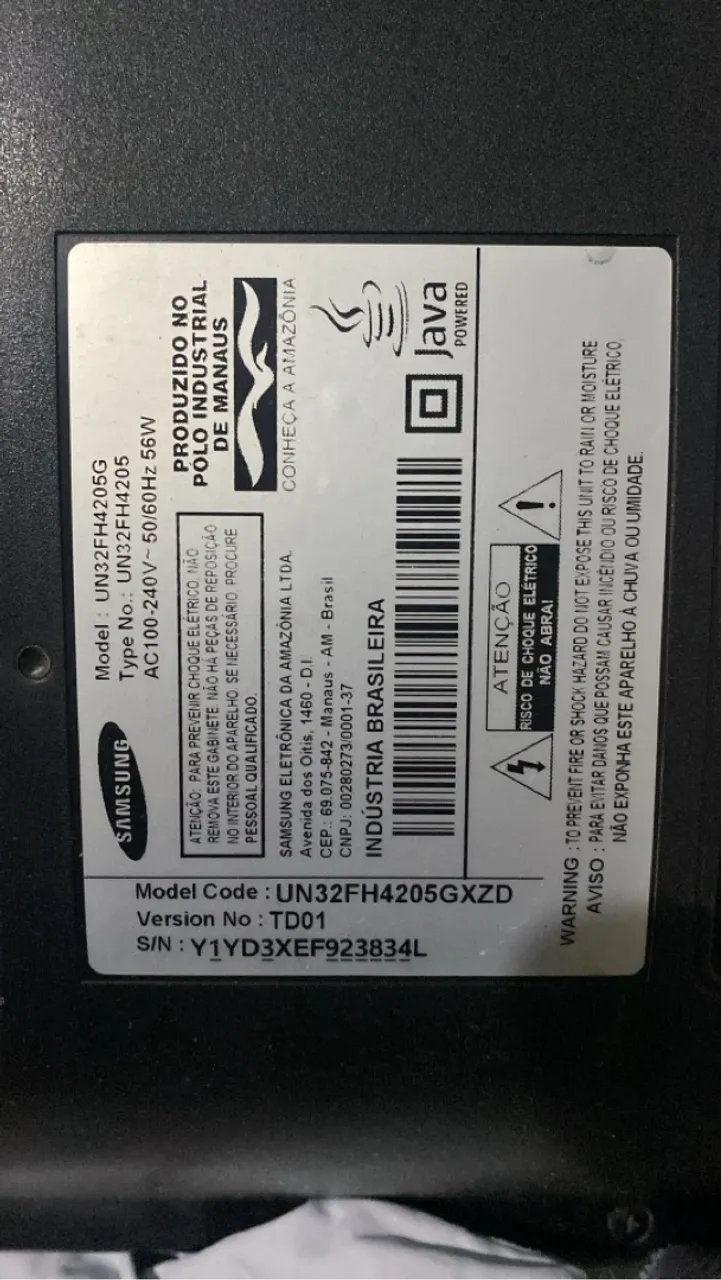 SAMSUNG
Model : UN32FH4205G
Type No.: UN32FH4205
AC100-240V~ 50/60Hz 56W
ATENÇÃO: PARA PREVENIR CHOQUE ELÉTRICO, NÃO
REMOVA ESTE GABINETE. NÃO HÁ PEÇAS DE REPOSIÇÃO
NO INTERIOR DO APARELHO. SE NECESSÁRIO, PROCURE
PESSOAL QUALIFICADO.
PRODUZIDO NO
PÓLO INDUSTRIAL
DE MANAUS
CONHEÇA A AMAZÔNIA
SAMSUNG ELETRÔNICA DA AMAZÔNIA LTDA.
Avenida dos Oitis, 1460 - D.I.
CEP.: 69.075-842 - Manaus - AM - Brasil
CNPJ: 00280273/0001-37
INDÚSTRIA BRASILEIRA
Java
POWERED
ATENÇÃO
RISCO DE CHOQUE ELÉTRICO
NÃO ABRA!
WARNING : TO PREVENT FIRE OR SHOCK HAZARD DO NOT EXPOSE THIS UNIT TO RAIN OR MOISTURE
AVISO : PARA EVITAR DANOS QUE POSSAM CAUSAR INCÊNDIO OU RISCO DE CHOQUE ELÉTRICO,
NÃO EXPONHA ESTE APARELHO À CHUVA OU UMIDADE.
Model Code : UN32FH4205GXZD
Version No : TD01
S/N : Y1YD3XEF923834L